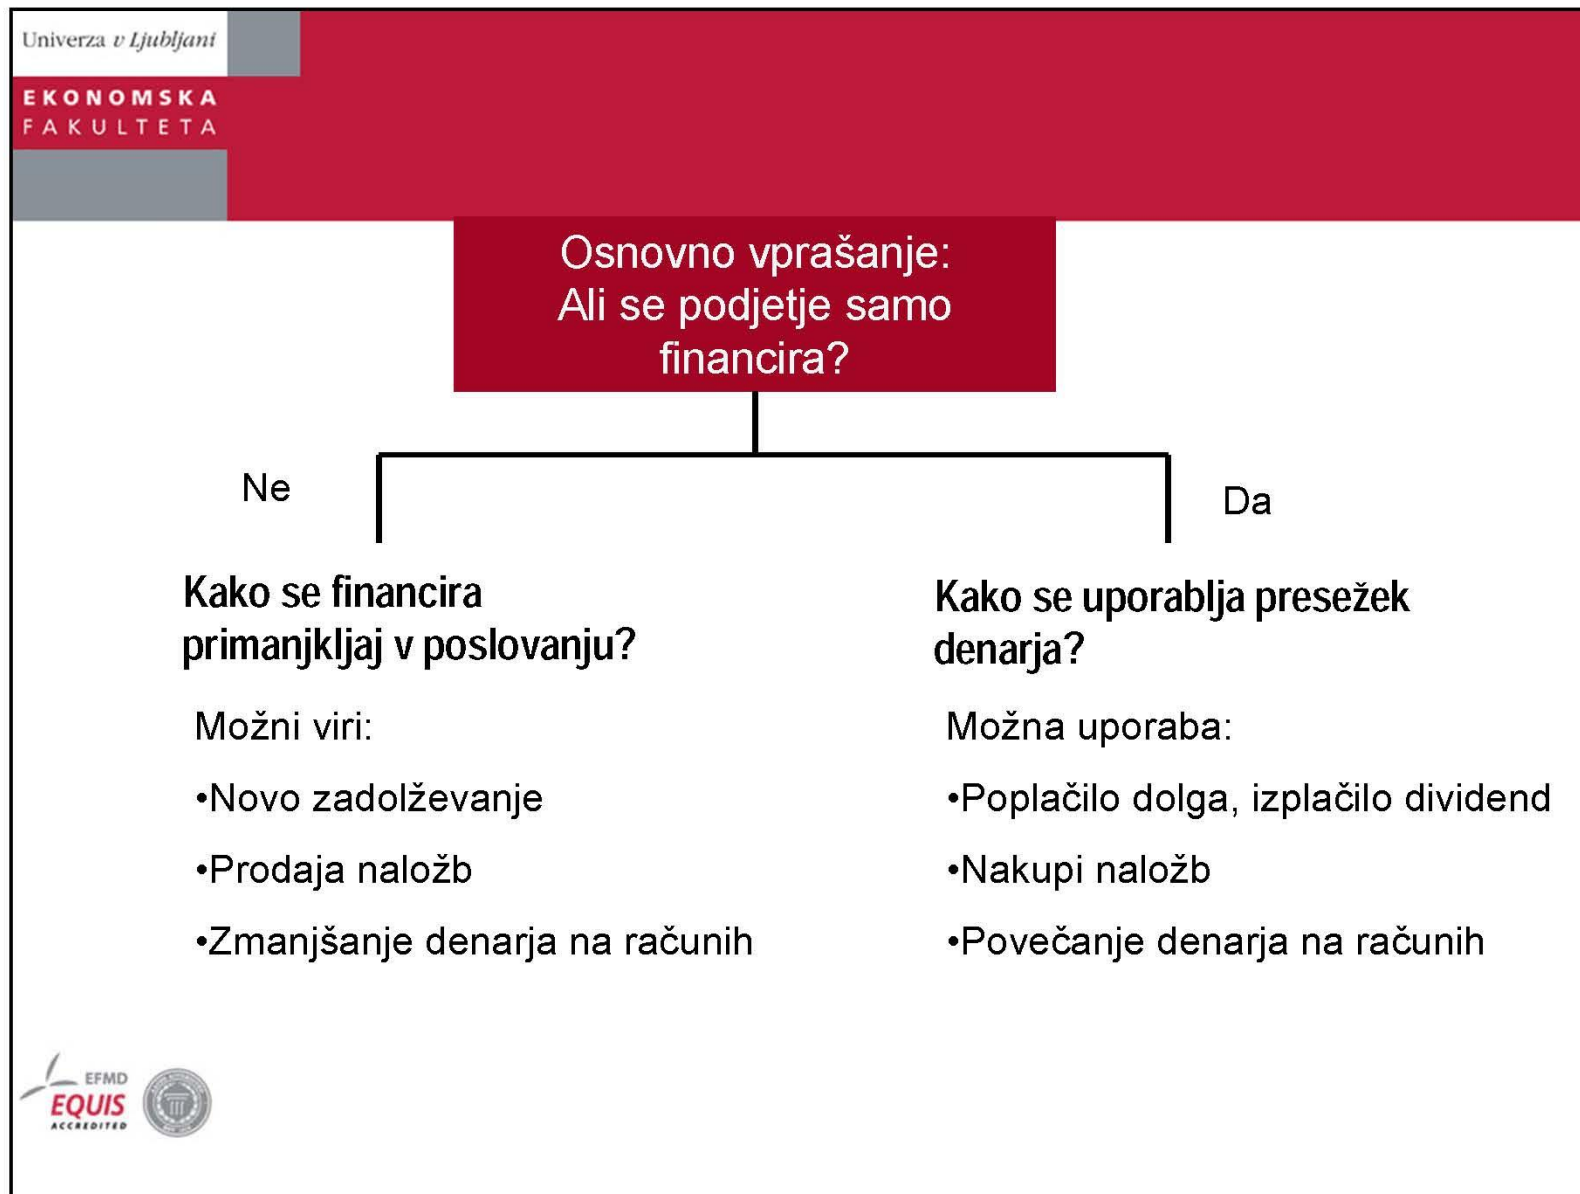 Univerza v Ljubljani
EKONOMSKA
FAKULTETA
Osnovno vprašanje:
Ali se podjetje samo
financira?
Ne
Da
Kako se financira
primanjkljaj v poslovanju?
Možni viri:
•Novo zadolževanje
•Prodaja naložb
•Zmanjšanje denarja na računih
Kako se uporablja presežek
denarja?
Možna uporaba:
•Poplačilo dolga, izplačilo dividend
•Nakupi naložb
•Povečanje denarja na računih
EFMD
EQUIS
ACCREDITED